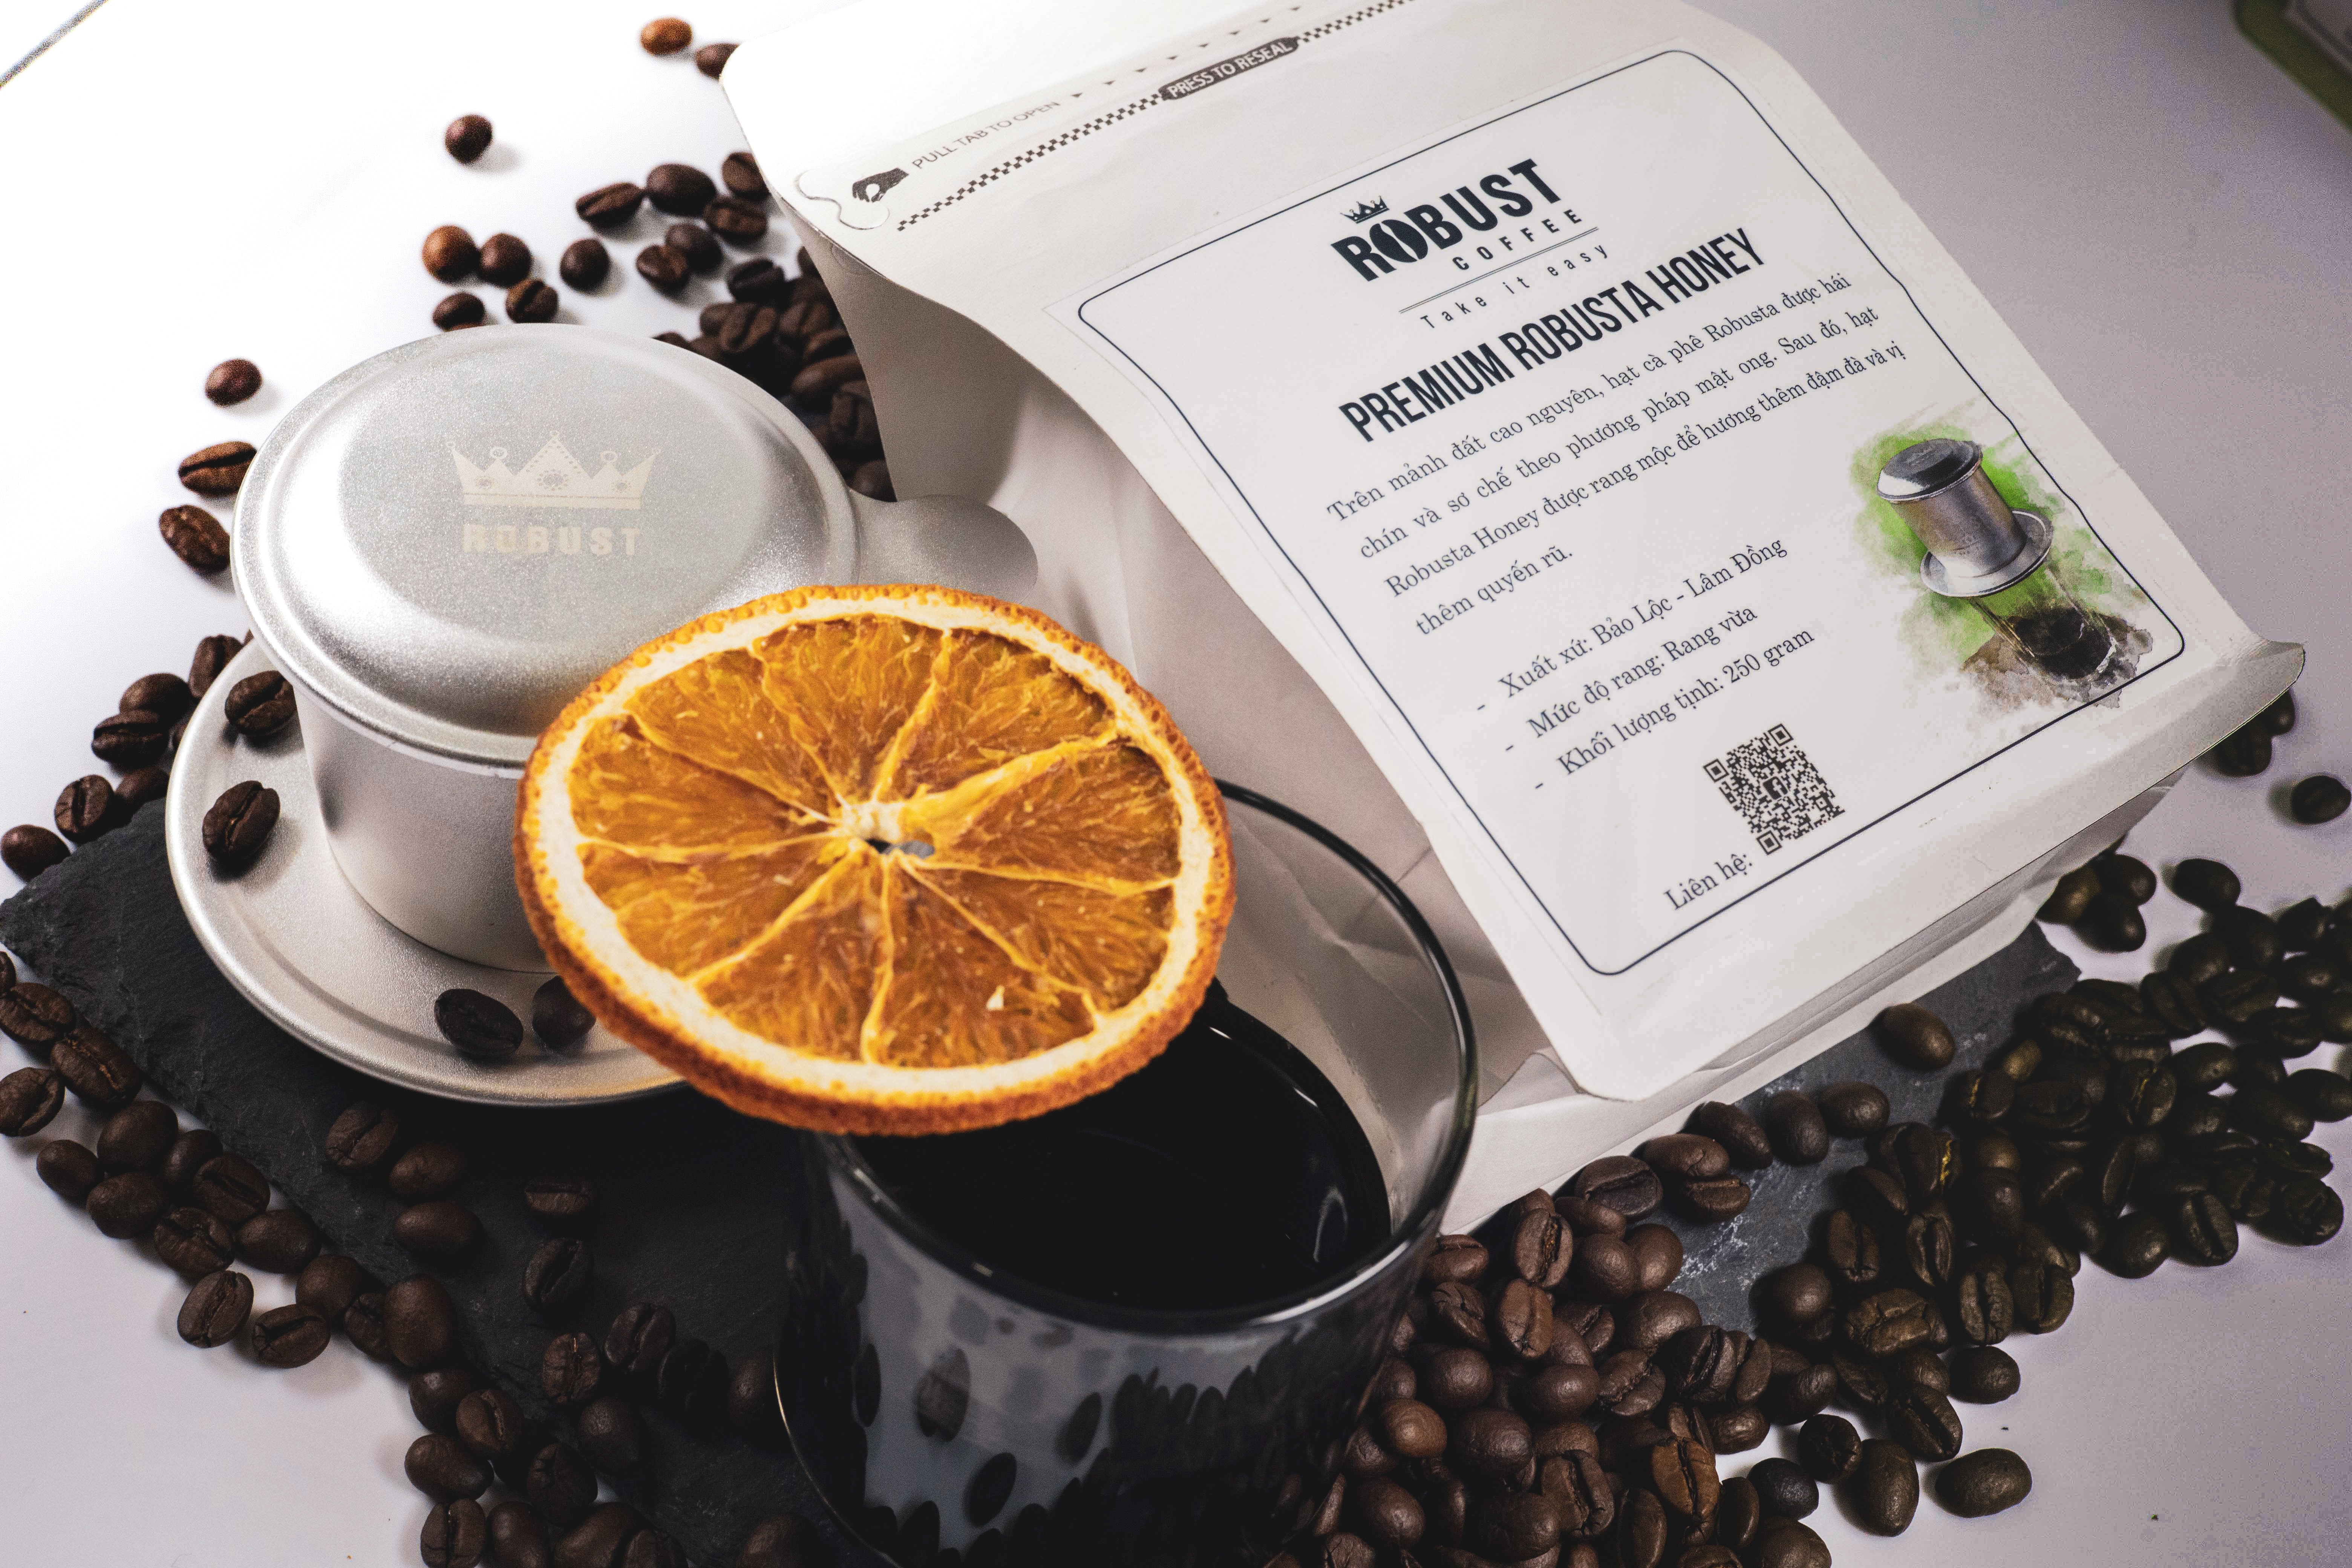 PULL TAB TO OPEN
PRESS TO RESEAL
ROBUST
COFFEE
Take it easy
PREMIUM ROBUSTA HONEY
Trên mảnh đất cao nguyên, hạt cà phê Robusta được hái
chín và sơ chế theo phương pháp mật ong. Sau đó, hạt
Robusta Honey được rang mộc để hương thêm đậm đà và vị
thêm quyến rũ.
- Xuất xứ: Bảo Lộc - Lâm Đồng
- Mức độ rang: Rang vừa
- Khối lượng tịnh: 250 gram
Liên hệ:
ROBUST